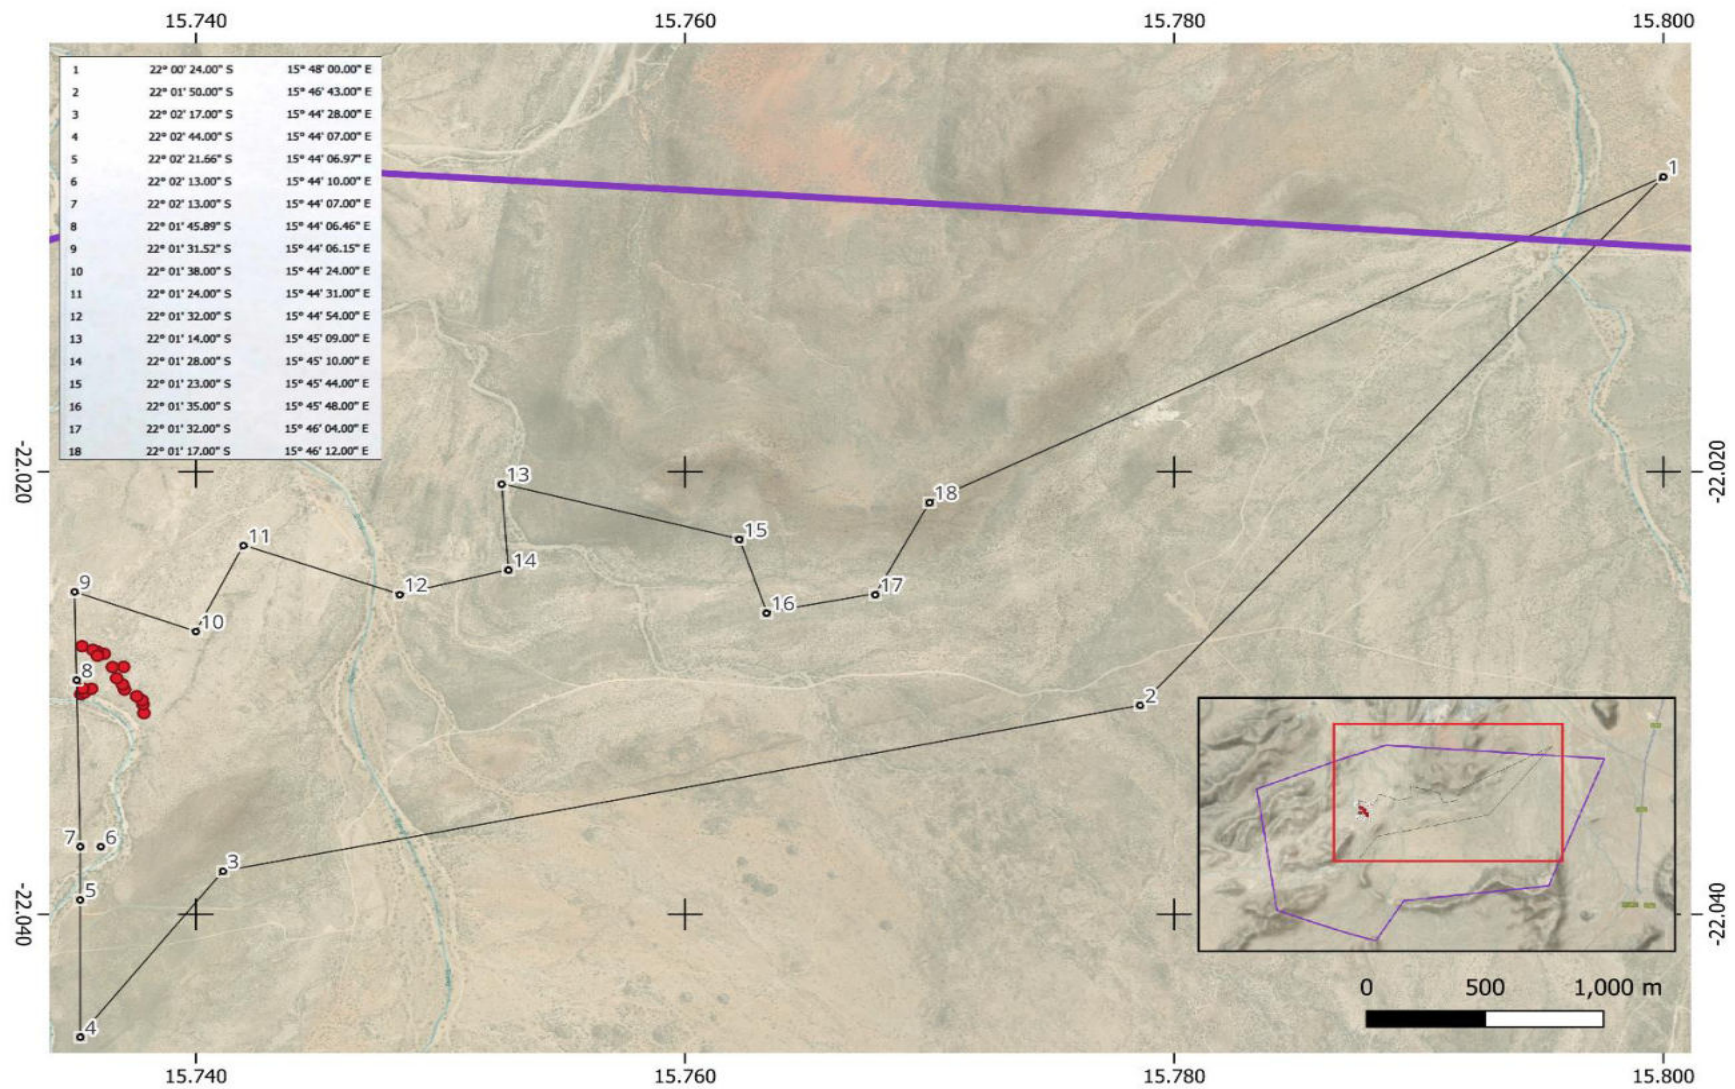 15.740 15.760 15.780 15.800
1 22° 00' 24.00" S 15° 48' 00.00" E
2 22° 01' 50.00" S 15° 46' 43.00" E
3 22° 02' 17.00" S 15° 44' 28.00" E
4 22° 02' 44.00" S 15° 44' 07.00" E
5 22° 02' 21.66" S 15° 44' 06.97" E
6 22° 02' 13.00" S 15° 44' 10.00" E
7 22° 02' 13.00" S 15° 44' 07.00" E
8 22° 01' 45.89" S 15° 44' 06.46" E
9 22° 01' 31.52" S 15° 44' 06.15" E
10 22° 01' 38.00" S 15° 44' 24.00" E
11 22° 01' 24.00" S 15° 44' 31.00" E
12 22° 01' 32.00" S 15° 44' 54.00" E
13 22° 01' 14.00" S 15° 45' 09.00" E
14 22° 01' 28.00" S 15° 45' 10.00" E
15 22° 01' 23.00" S 15° 45' 44.00" E
16 22° 01' 35.00" S 15° 45' 48.00" E
17 22° 01' 32.00" S 15° 46' 04.00" E
18 22° 01' 17.00" S 15° 46' 12.00" E
1
-22.020
-22.020
13
18
11
15
14
9
12
17
16
10
8
2
7
6
3
5
-22.040
-22.040
4
0 500 1,000 m
15.740 15.760 15.780 15.800